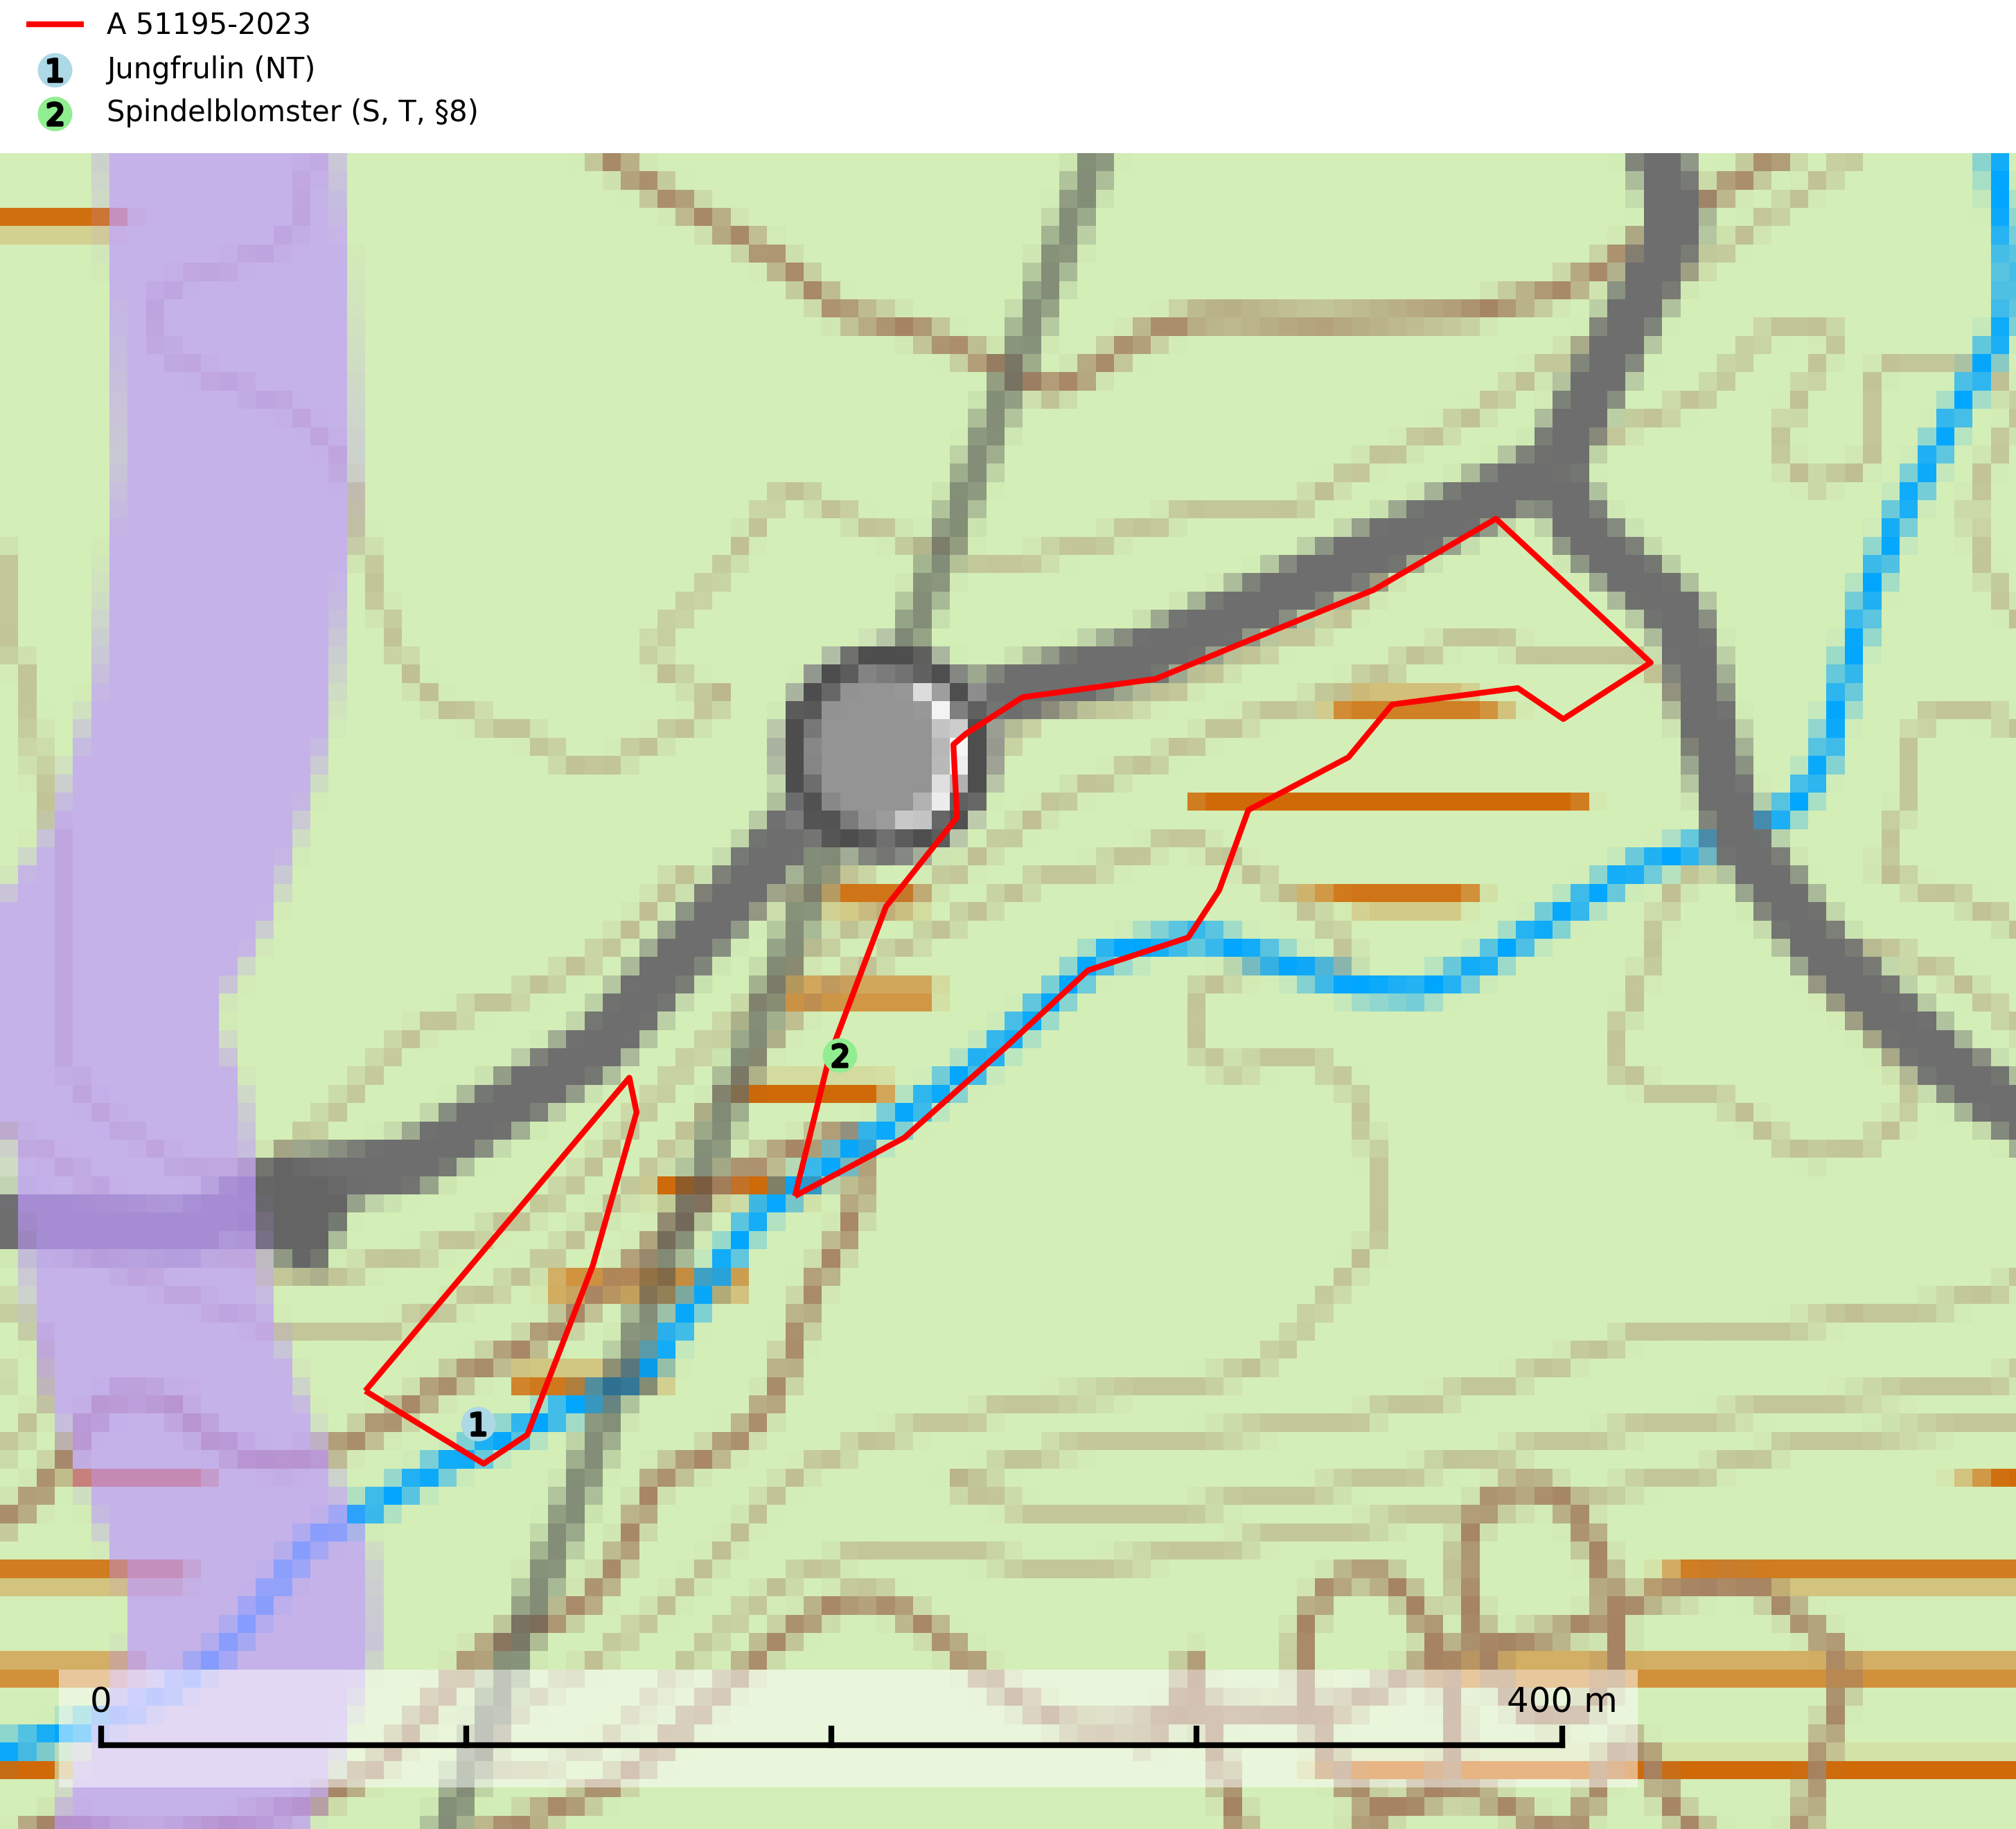 A 51195-2023
1 Jungfrulin (NT)
2 Spindelblomster (S, T, §8)
2
1
0 400 m